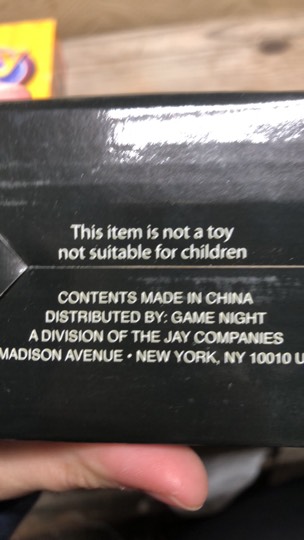 This item is not a toy
not suitable for children
CONTENTS MADE IN CHINA
DISTRIBUTED BY: GAME NIGHT
A DIVISION OF THE JAY COMPANIES
MADISON AVENUE • NEW YORK, NY 10010 U